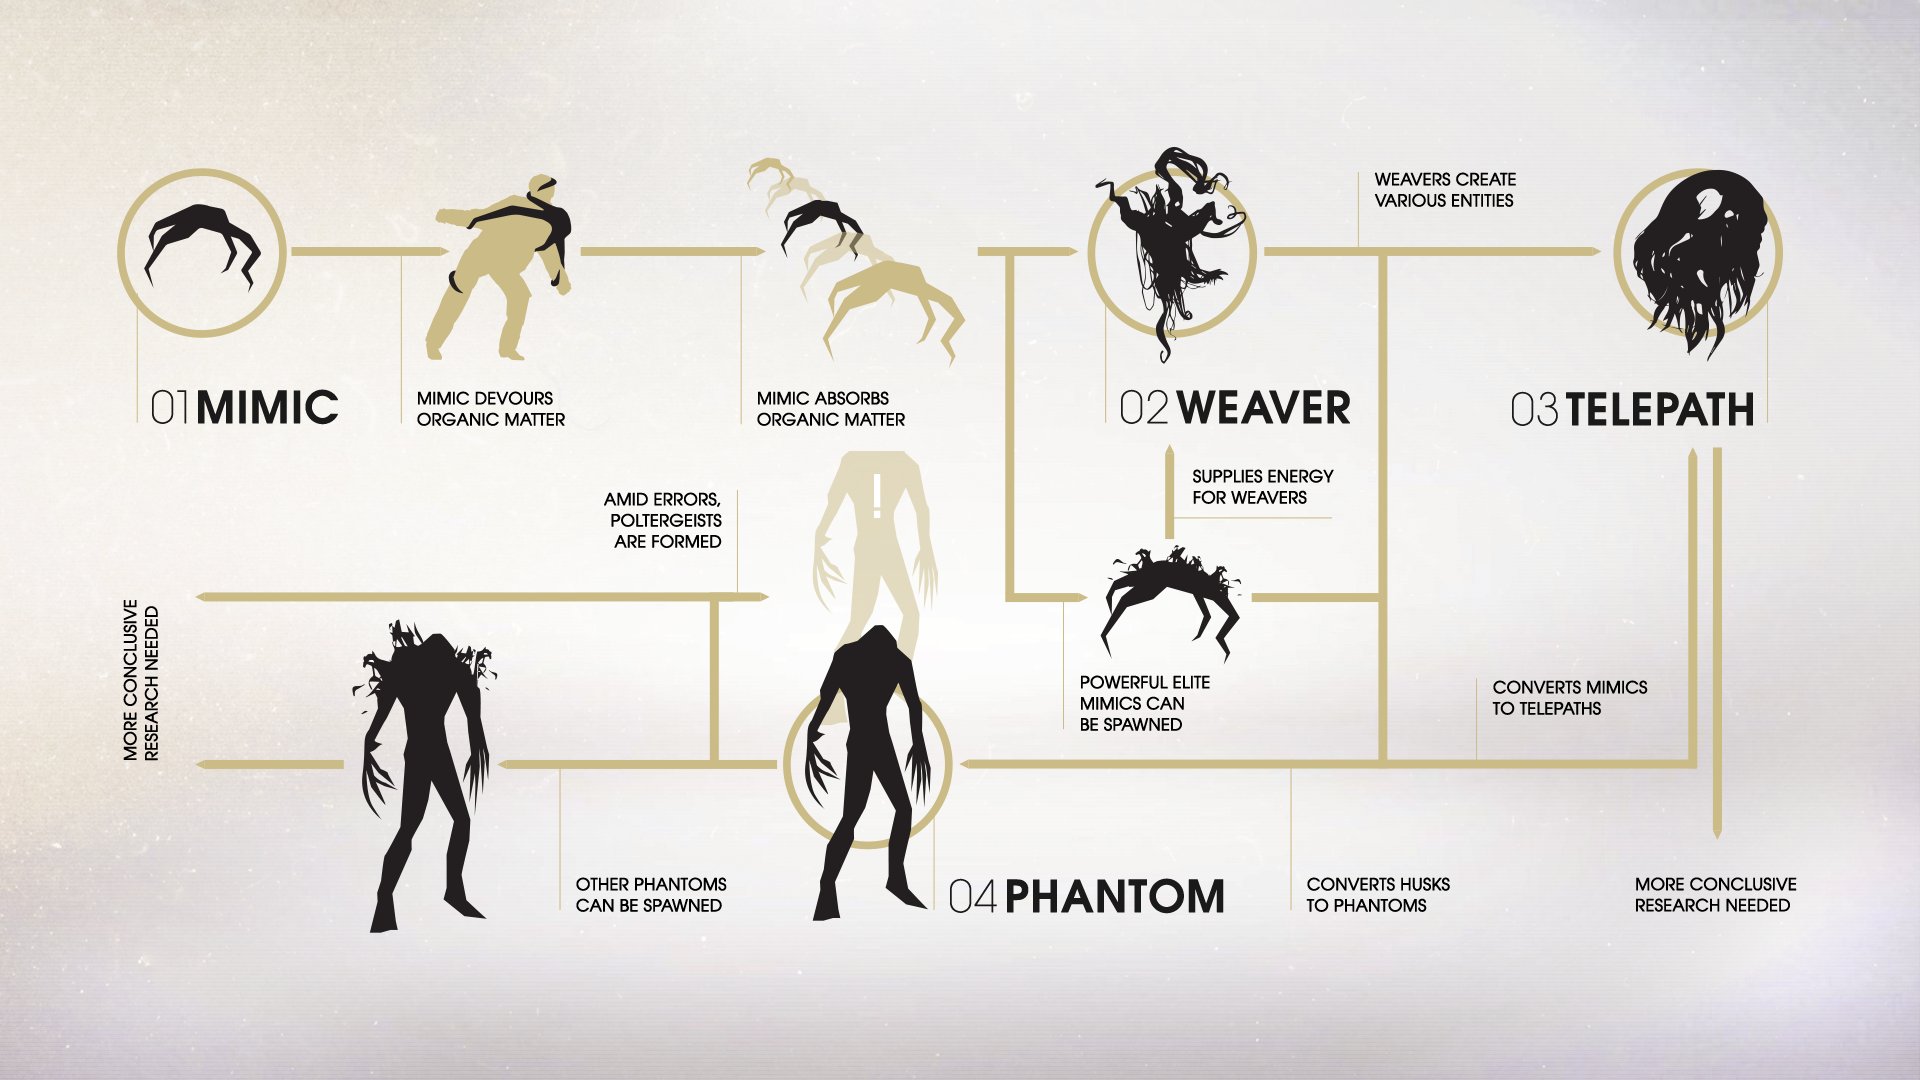 01 MIMIC
MIMIC DEVOURS
ORGANIC MATTER
MIMIC ABSORBS
ORGANIC MATTER
02 WEAVER
WEAVERS CREATE
VARIOUS ENTITIES
03 TELEPATH
AMID ERRORS,
POLTERGEISTS
ARE FORMED
!
SUPPLIES ENERGY
FOR WEAVERS
MORE CONCLUSIVE
RESEARCH NEEDED
POWERFUL ELITE
MIMICS CAN
BE SPAWNED
CONVERTS MIMICS
TO TELEPATHS
OTHER PHANTOMS
CAN BE SPAWNED
04 PHANTOM
CONVERTS HUSKS
TO PHANTOMS
MORE CONCLUSIVE
RESEARCH NEEDED